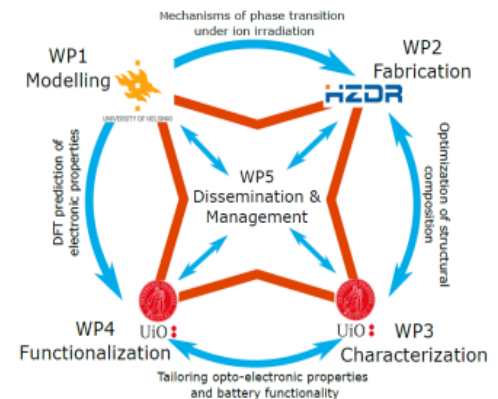 Mechanisms of phase transition
under ion irradiation
WP1
Modelling
WP2
Fabrication
HZDR
UNIVERSITY OF HELSINKI
DFT prediction of
electronic properties
Optimization of structural
composition
WP5
Dissemination &
Management
WP4
Functionalization
UiO:
UiO:
WP3
Characterization
Tailoring opto-electronic properties
and battery functionality